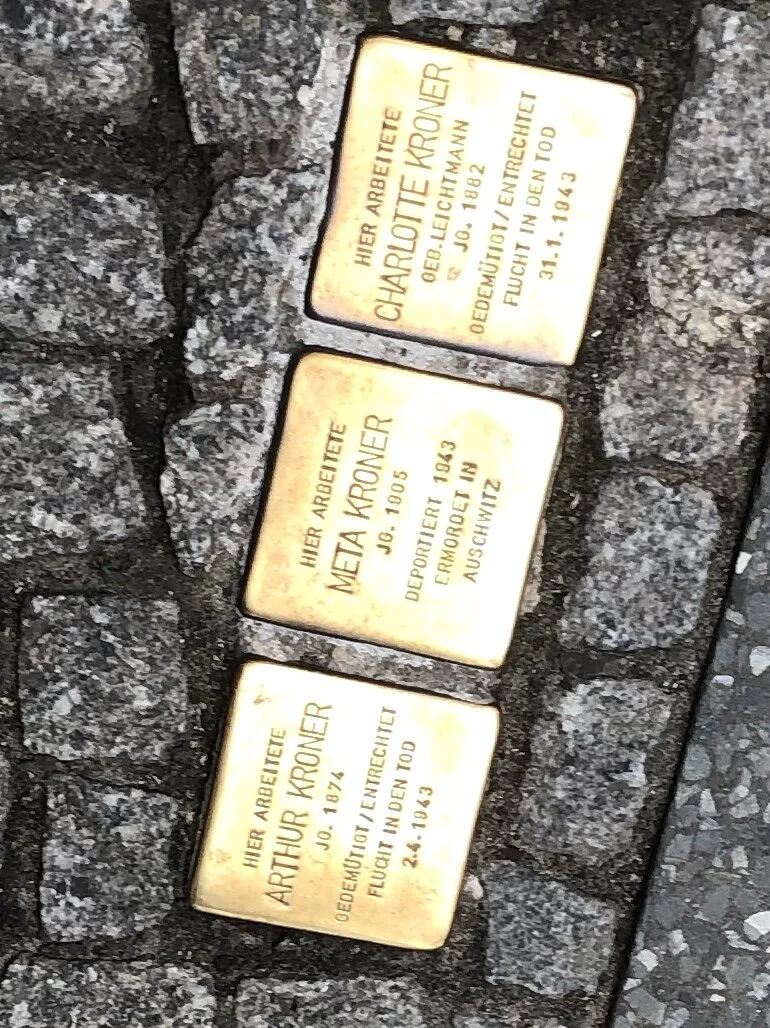 HIER ARBEITETE
CHARLOTTE KRONER
GEB. LEICHTMANN
JG. 1882
GEDEMÜTIGT/ENTRECHTET
FLUCHT IN DEN TOD
31.1.1943
HIER ARBEITETE
META KRONER
JG. 1905
DEPORTIERT 1943
ERMORDET IN
AUSCHWITZ
HIER ARBEITETE
ARTHUR KRONER
JG. 1874
GEDEMÜTIGT/ENTRECHTET
FLUCHT IN DEN TOD
2.4.1943